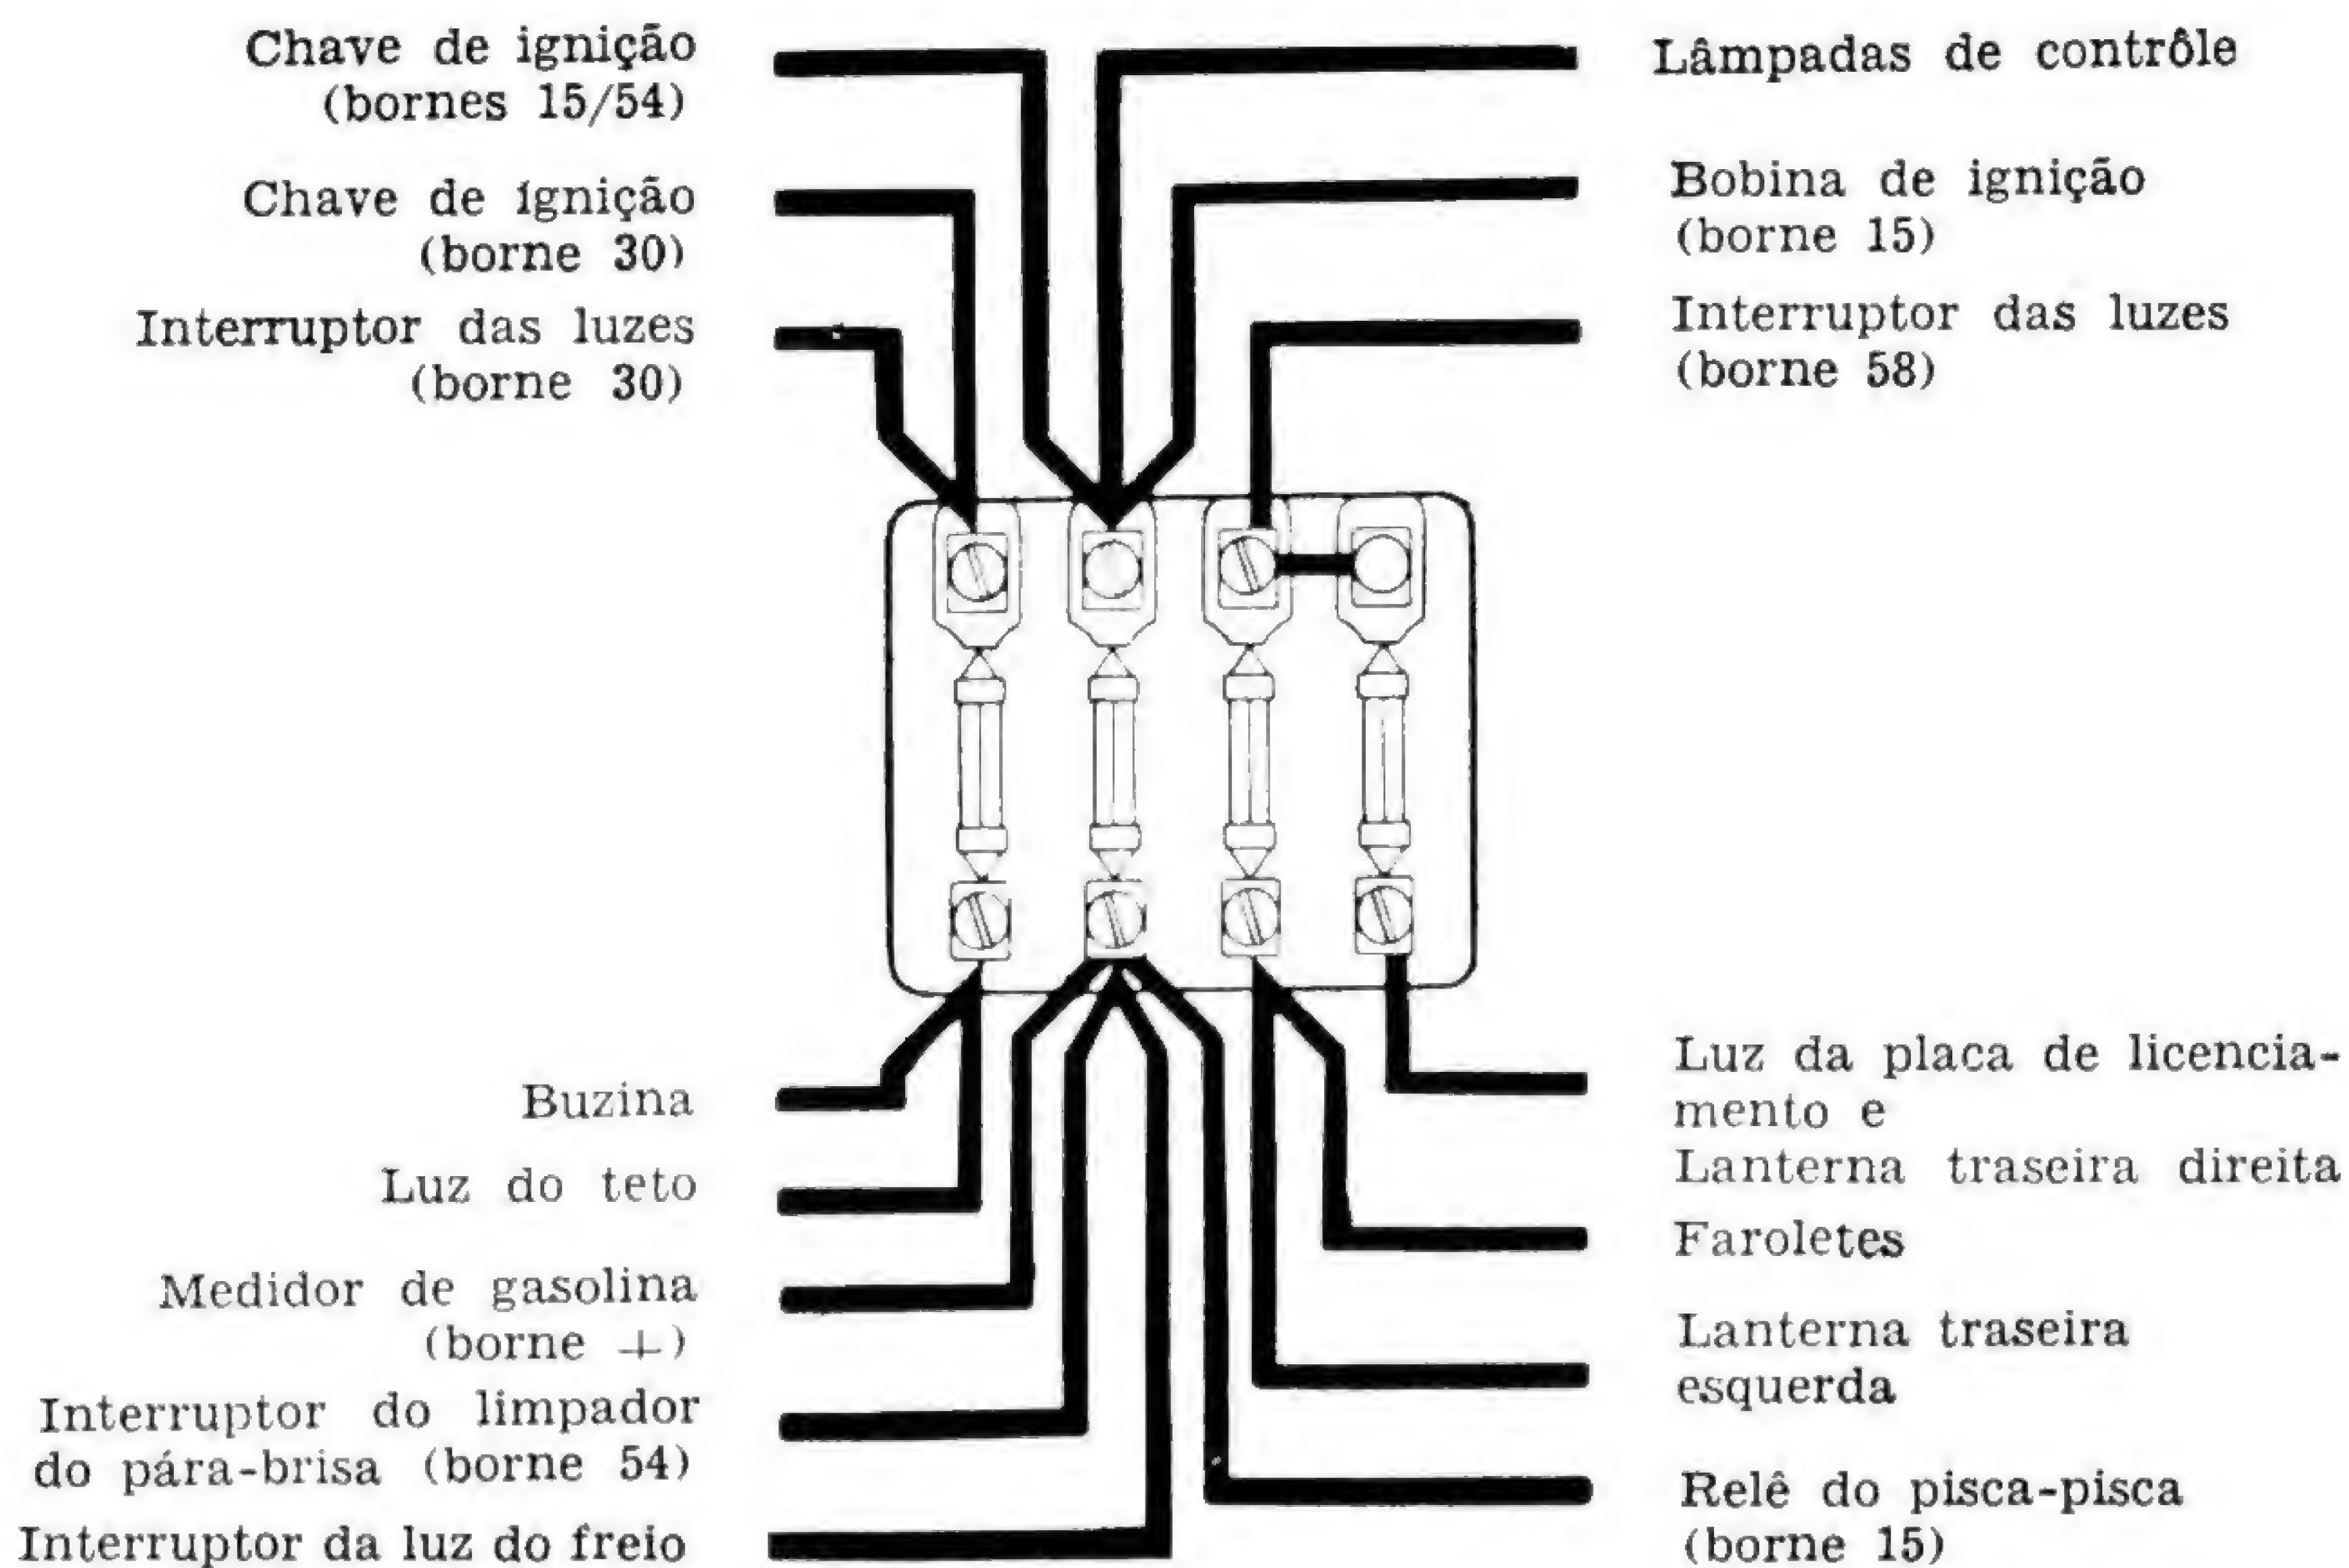 Chave de ignição
(bornes 15/54)
Chave de ignição
(borne 30)
Interruptor das luzes
(borne 30)
Lâmpadas de contrôle
Bobina de ignição
(borne 15)
Interruptor das luzes
(borne 58)
Buzina
Luz do teto
Medidor de gasolina
(borne +)
Interruptor do limpador
do pára-brisa (borne 54)
Interruptor da luz do freio
Luz da placa de licencia-
mento e
Lanterna traseira direita
Faroletes
Lanterna traseira
esquerda
Relê do pisca-pisca
(borne 15)